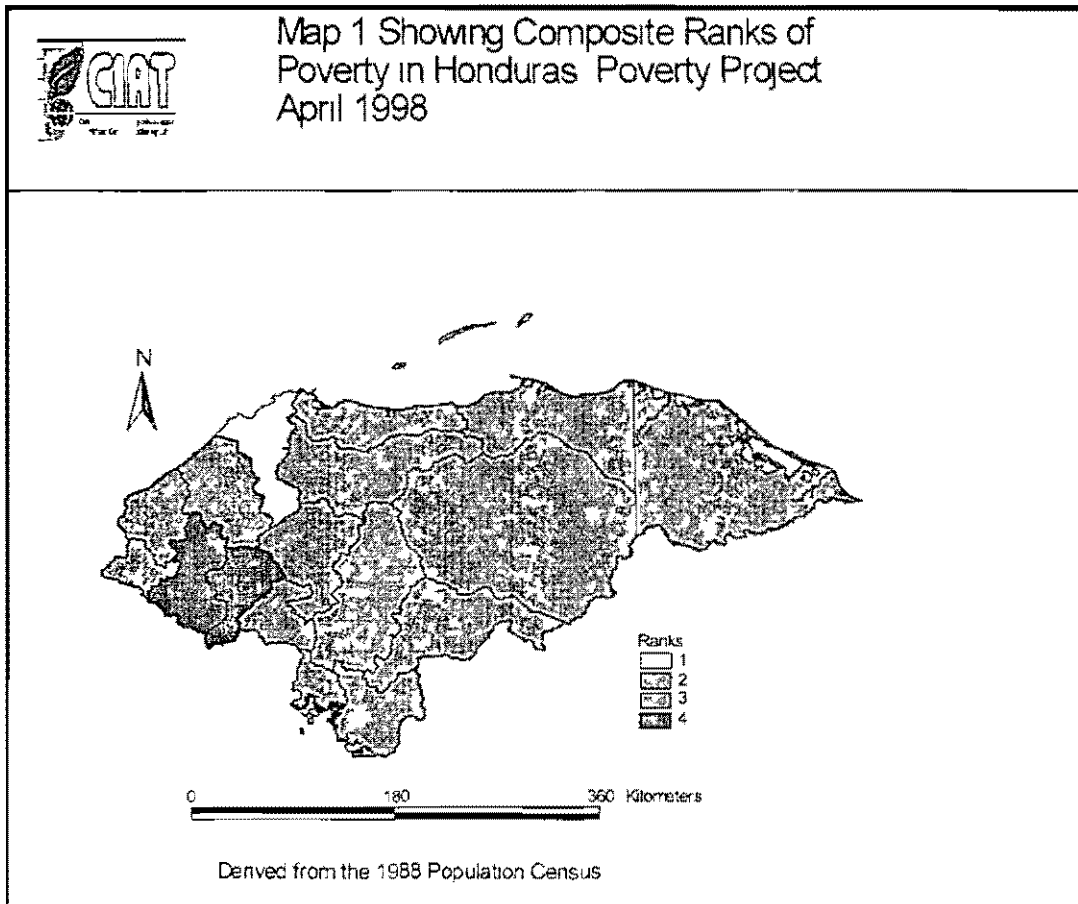 CIAT
Map 1 Showing Composite Ranks of
Poverty in Honduras Poverty Project
April 1998
N
Ranks
1
2
3
4
0 180 360 Kilometers
Derived from the 1988 Population Census